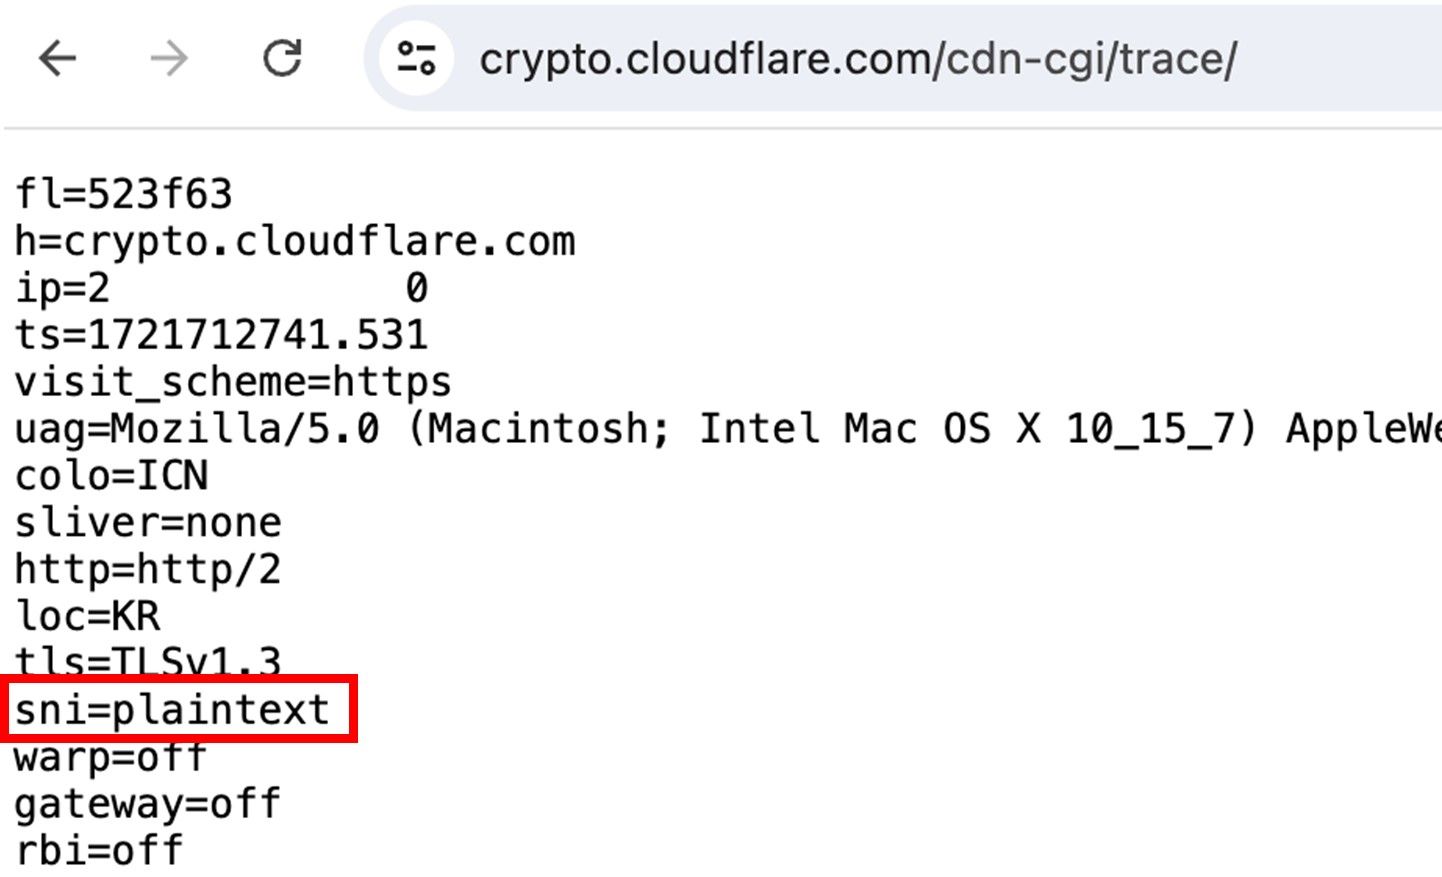 crypto.cloudflare.com/cdn-cgi/trace/
fl=523f63
h=crypto.cloudflare.com
ip=2 0
ts=1721712741.531
visit_scheme=https
uag=Mozilla/5.0 (Macintosh; Intel Mac OS X 10_15_7) AppleWe
colo=ICN
sliver=none
http=http/2
loc=KR
tls=TLSv1.3
sni=plaintext
warp=off
gateway=off
rbi=off